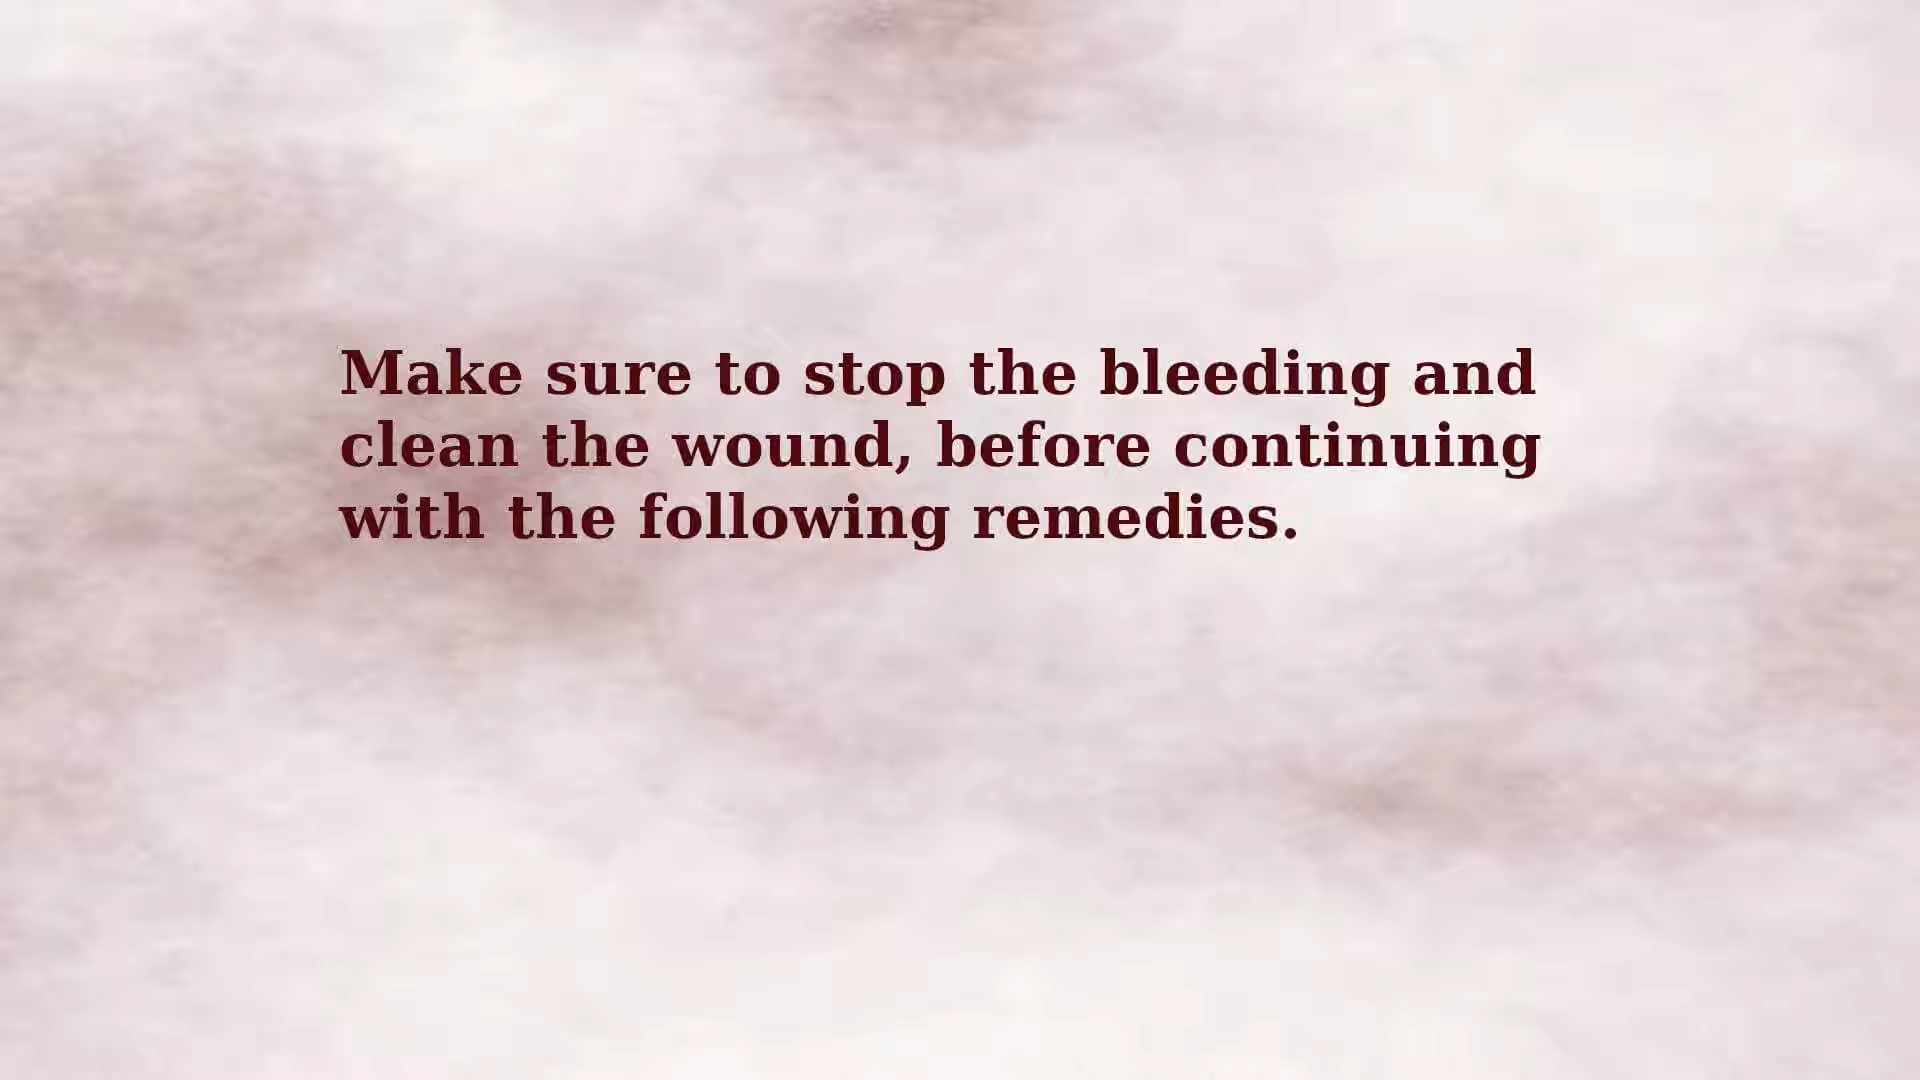 Make sure to stop the bleeding and
clean the wound, before continuing
with the following remedies.